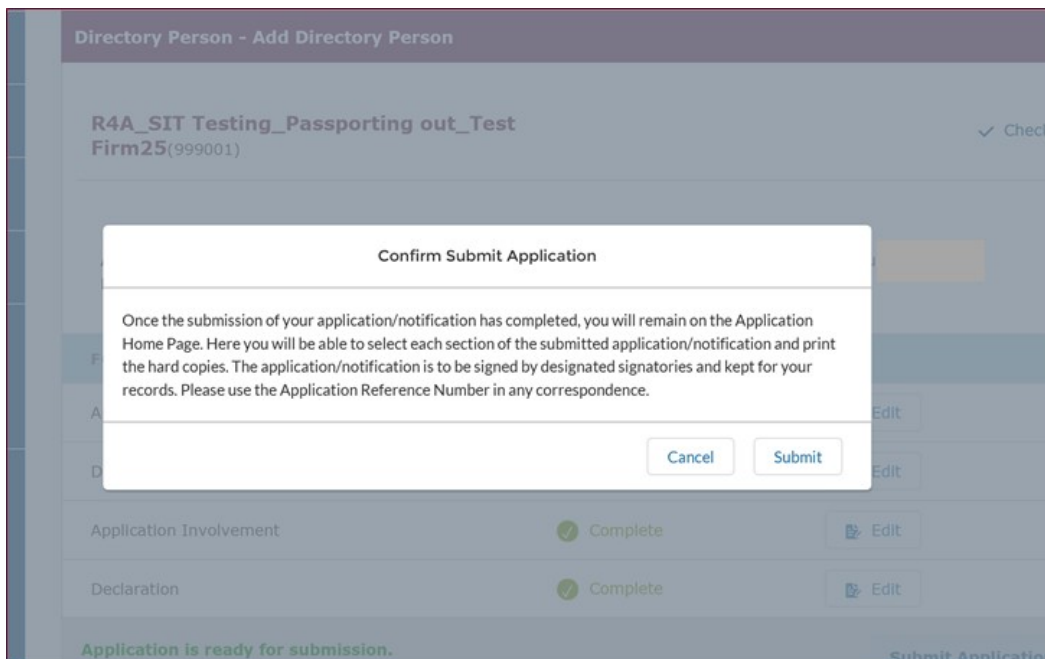 Directory Person - Add Directory Person
R4A_SIT Testing_Passporting out_Test
Firm25(999001)
Check
Confirm Submit Application
Once the submission of your application/notification has completed, you will remain on the Application
Home Page. Here you will be able to select each section of the submitted application/notification and print
the hard copies. The application/notification is to be signed by designated signatories and kept for your
records. Please use the Application Reference Number in any correspondence.
Edit
Cancel Submit
Edit
Application Involvement Complete Edit
Declaration Complete Edit
Application is ready for submission.
Submit Applicatio